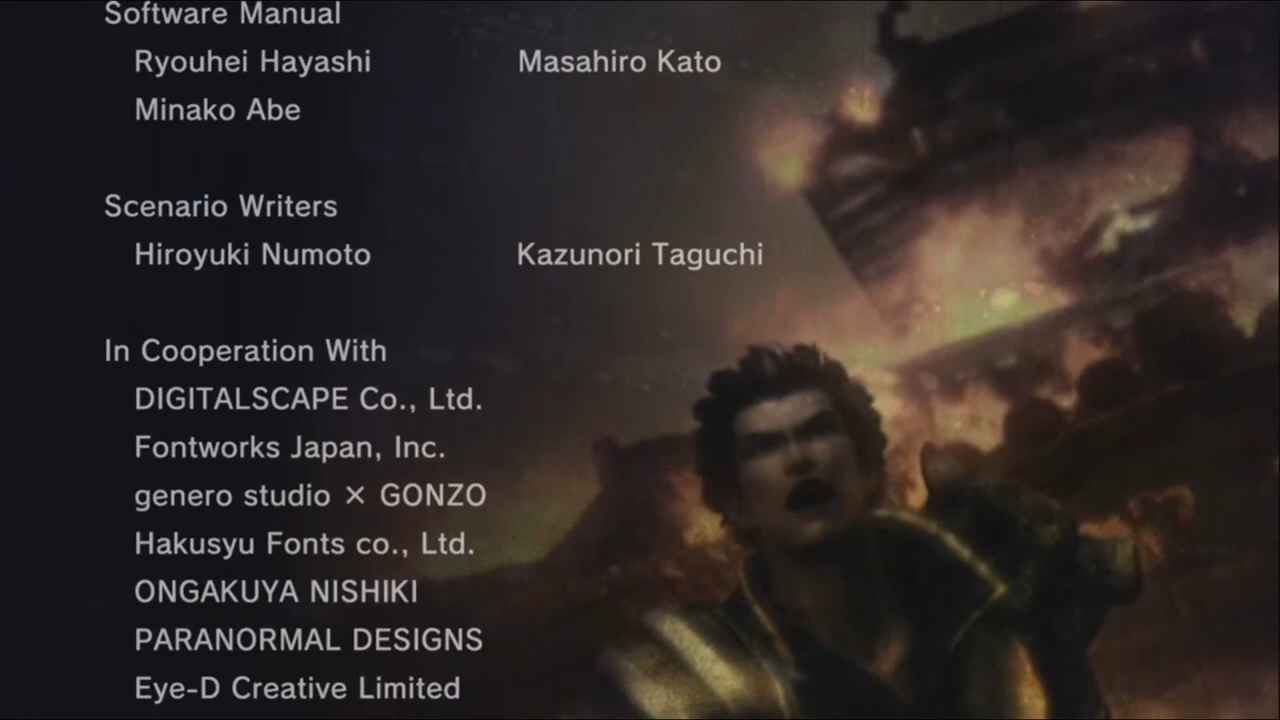 Software Manual
Ryouhei Hayashi Masahiro Kato
Minako Abe
Scenario Writers
Hiroyuki Numoto Kazunori Taguchi
In Cooperation With
DIGITALSCAPE Co., Ltd.
Fontworks Japan, Inc.
genero studio × GONZO
Hakusyu Fonts co., Ltd.
ONGAKUYA NISHIKI
PARANORMAL DESIGNS
Eye-D Creative Limited